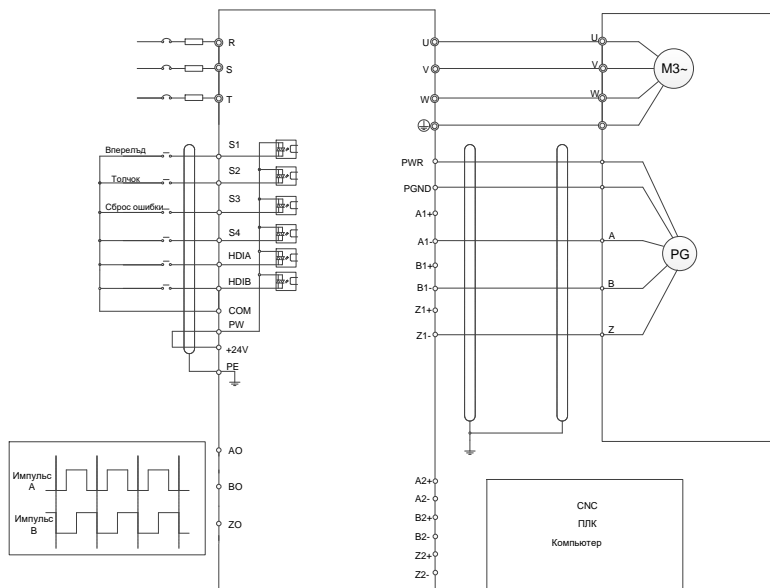 R
S
T
U
V
W
U
V
W
M3~
Вперелъд
Толчок
Сброс ошибки
S1
S2
S3
S4
HDIA
HDIB
COM
PW
+24V
PE
PWR
PGND
A1+
A1-
B1+
B1-
Z1+
Z1-
A
B
Z
PG
Импульс
A
Импульс
B
AO
BO
ZO
A2+
A2-
B2+
B2-
Z2+
Z2-
CNC
ПЛК
Компьютер